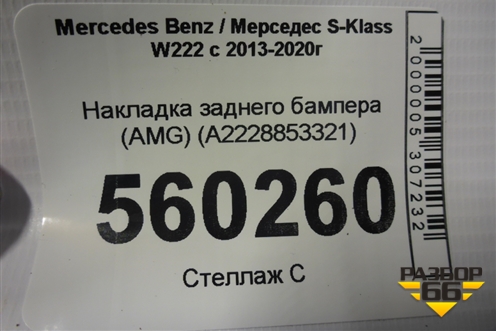 Mercedes Benz / Мерседес S-Klass
W222 с 2013-2020г
Накладка заднего бампера
(AMG) (A2228853321)
560260
Стеллаж С
2000005307232
РАЗБОР
66